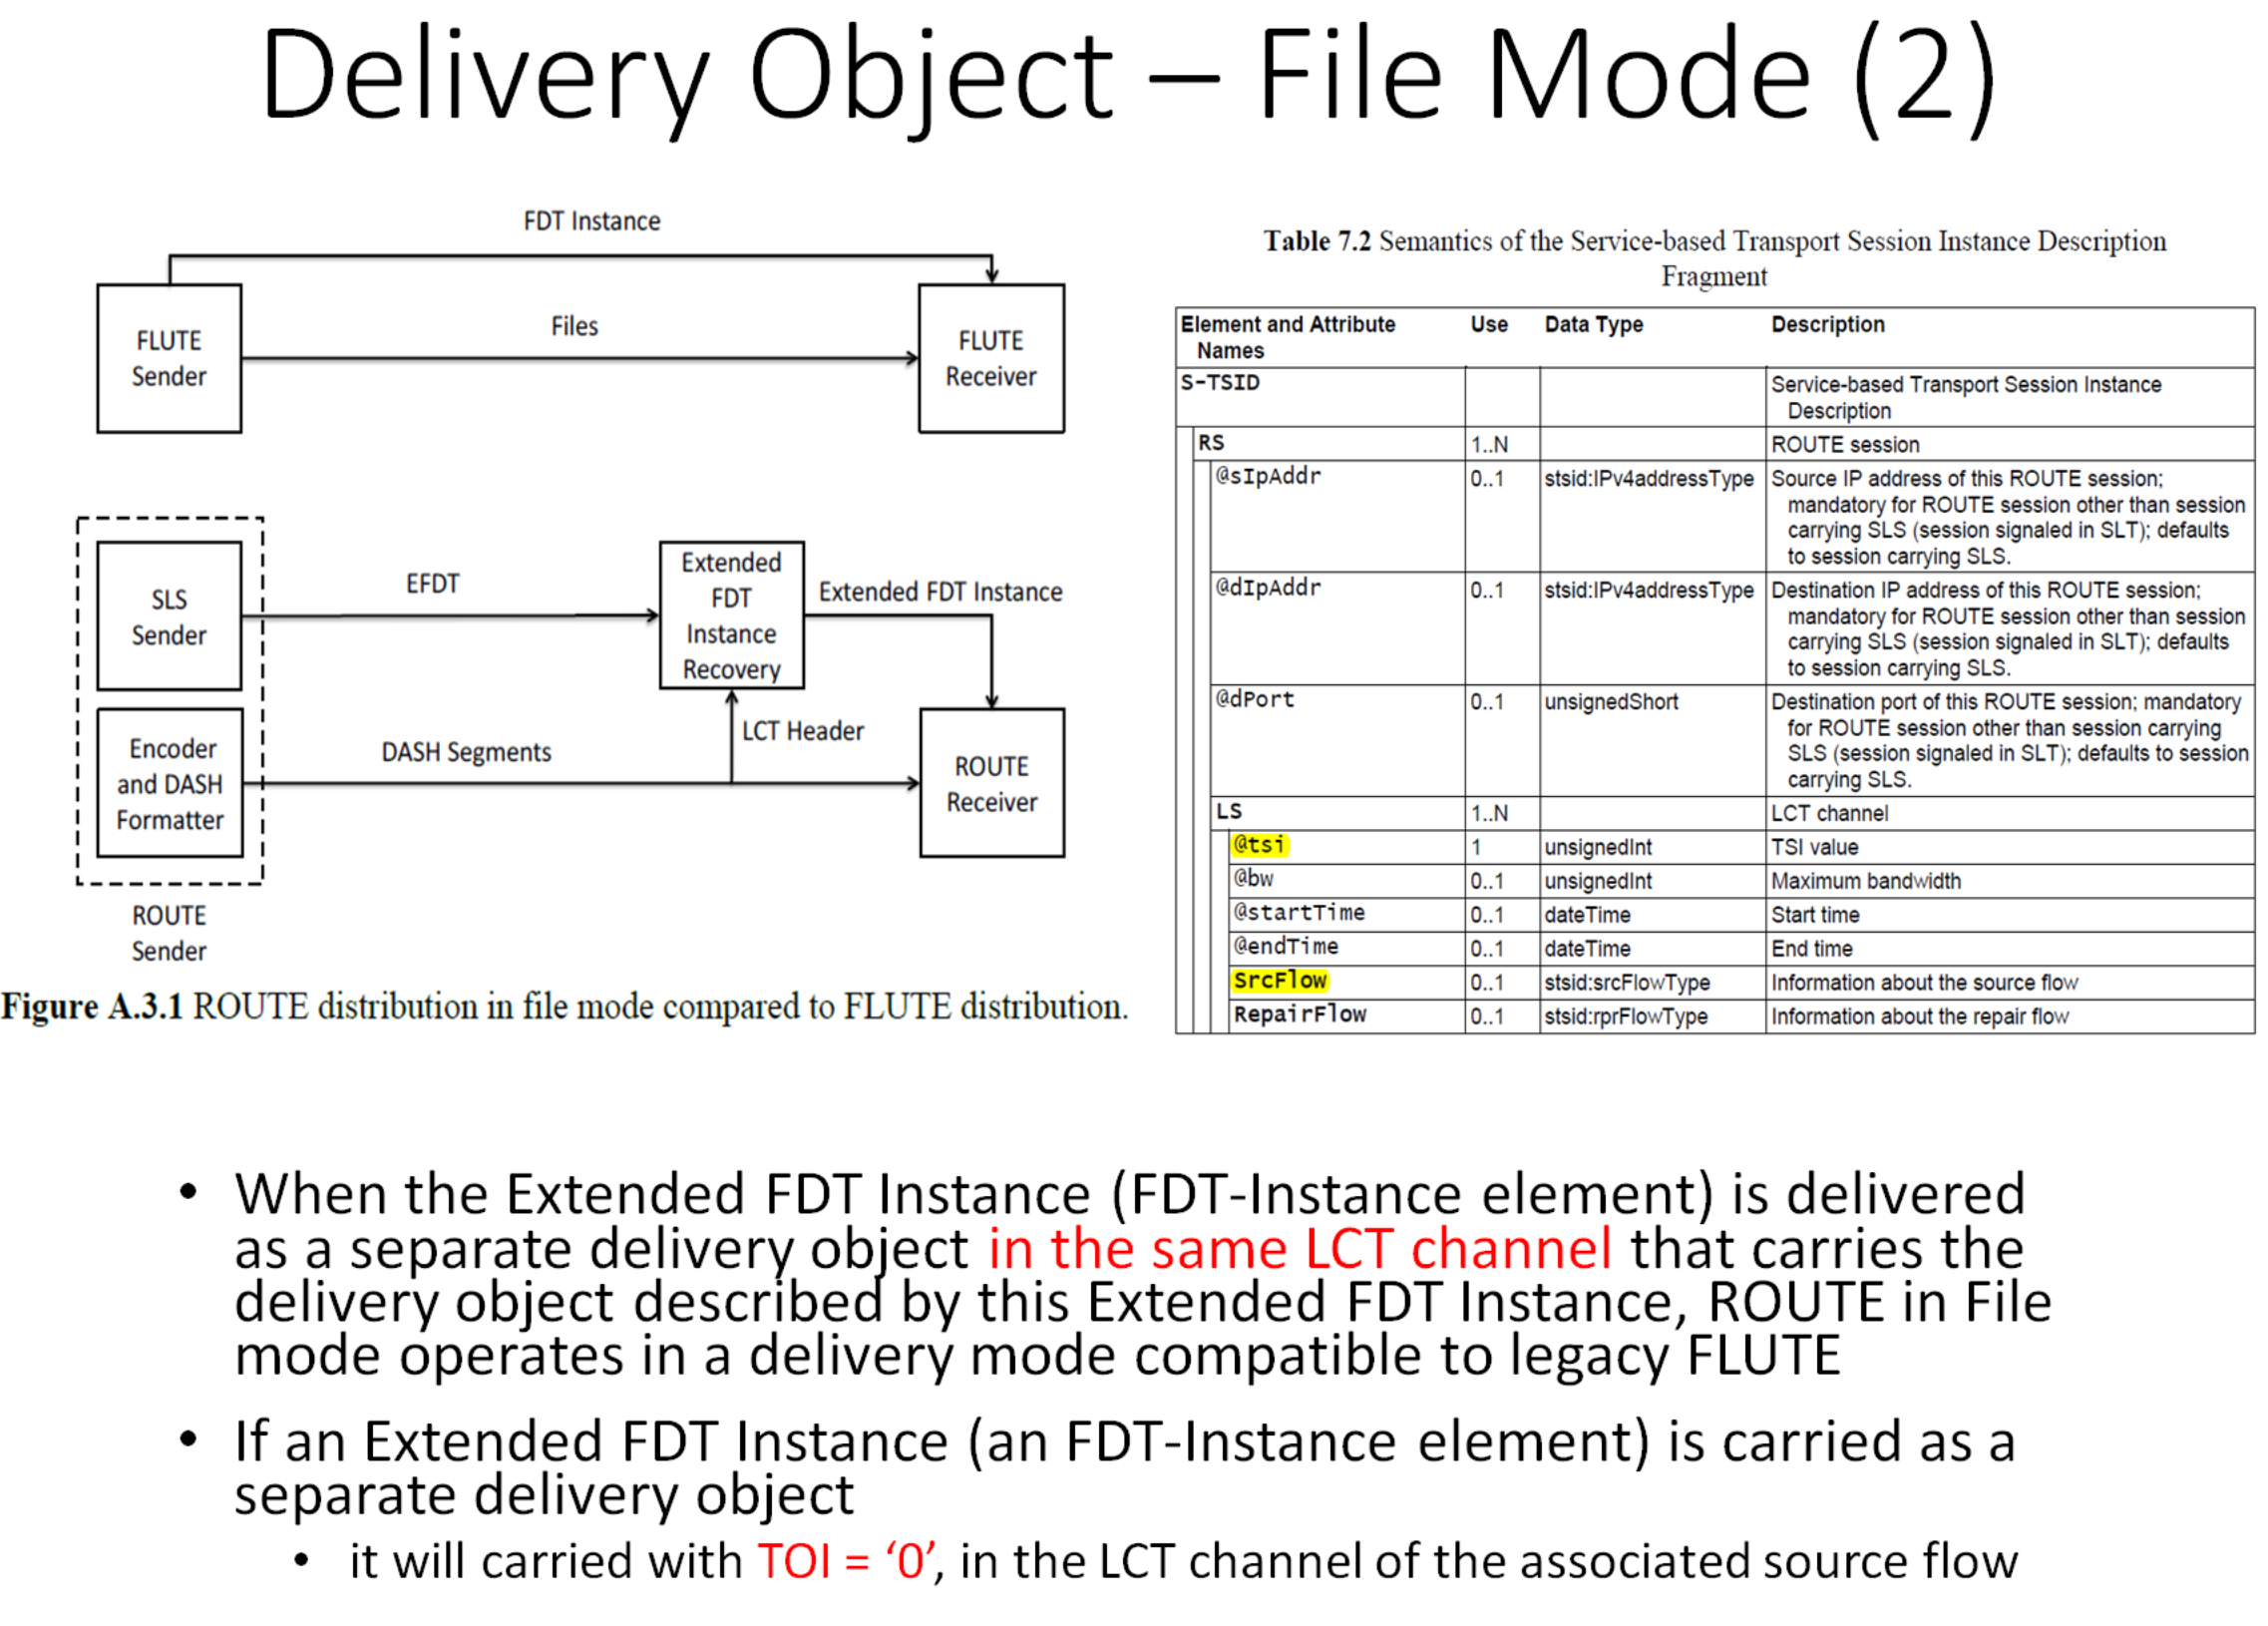 Delivery Object – File Mode (2)
FDT Instance
FLUTE
Sender
Files
FLUTE
Receiver
SLS
Sender
EFDT
Extended
FDT
Instance
Recovery
Extended FDT Instance
Encoder
and DASH
Formatter
DASH Segments
LCT Header
ROUTE
Receiver
ROUTE
Sender
Figure A.3.1 ROUTE distribution in file mode compared to FLUTE distribution.
Table 7.2 Semantics of the Service-based Transport Session Instance Description
Fragment
Element and Attribute
Names
Use
Data Type
Description
S-TSID
Service-based Transport Session Instance
Description
RS
1..N
ROUTE session
@sIpAddr
0..1
stsid:IPv4addressType
Source IP address of this ROUTE session;
mandatory for ROUTE session other than session
carrying SLS (session signaled in SLT); defaults
to session carrying SLS.
@dIpAddr
0..1
stsid:IPv4addressType
Destination IP address of this ROUTE session;
mandatory for ROUTE session other than session
carrying SLS (session signaled in SLT); defaults
to session carrying SLS.
@dPort
0..1
unsignedShort
Destination port of this ROUTE session; mandatory
for ROUTE session other than session carrying
SLS (session signaled in SLT); defaults to session
carrying SLS.
LS
1..N
LCT channel
@tsi
1
unsignedInt
TSI value
@bw
0..1
unsignedInt
Maximum bandwidth
@startTime
0..1
dateTime
Start time
@endTime
0..1
dateTime
End time
SrcFlow
0..1
stsid:srcFlowType
Information about the source flow
RepairFlow
0..1
stsid:rprFlowType
Information about the repair flow
• When the Extended FDT Instance (FDT-Instance element) is delivered
as a separate delivery object in the same LCT channel that carries the
delivery object described by this Extended FDT Instance, ROUTE in File
mode operates in a delivery mode compatible to legacy FLUTE
• If an Extended FDT Instance (an FDT-Instance element) is carried as a
separate delivery object
• it will carried with TOI = ‘0’, in the LCT channel of the associated source flow